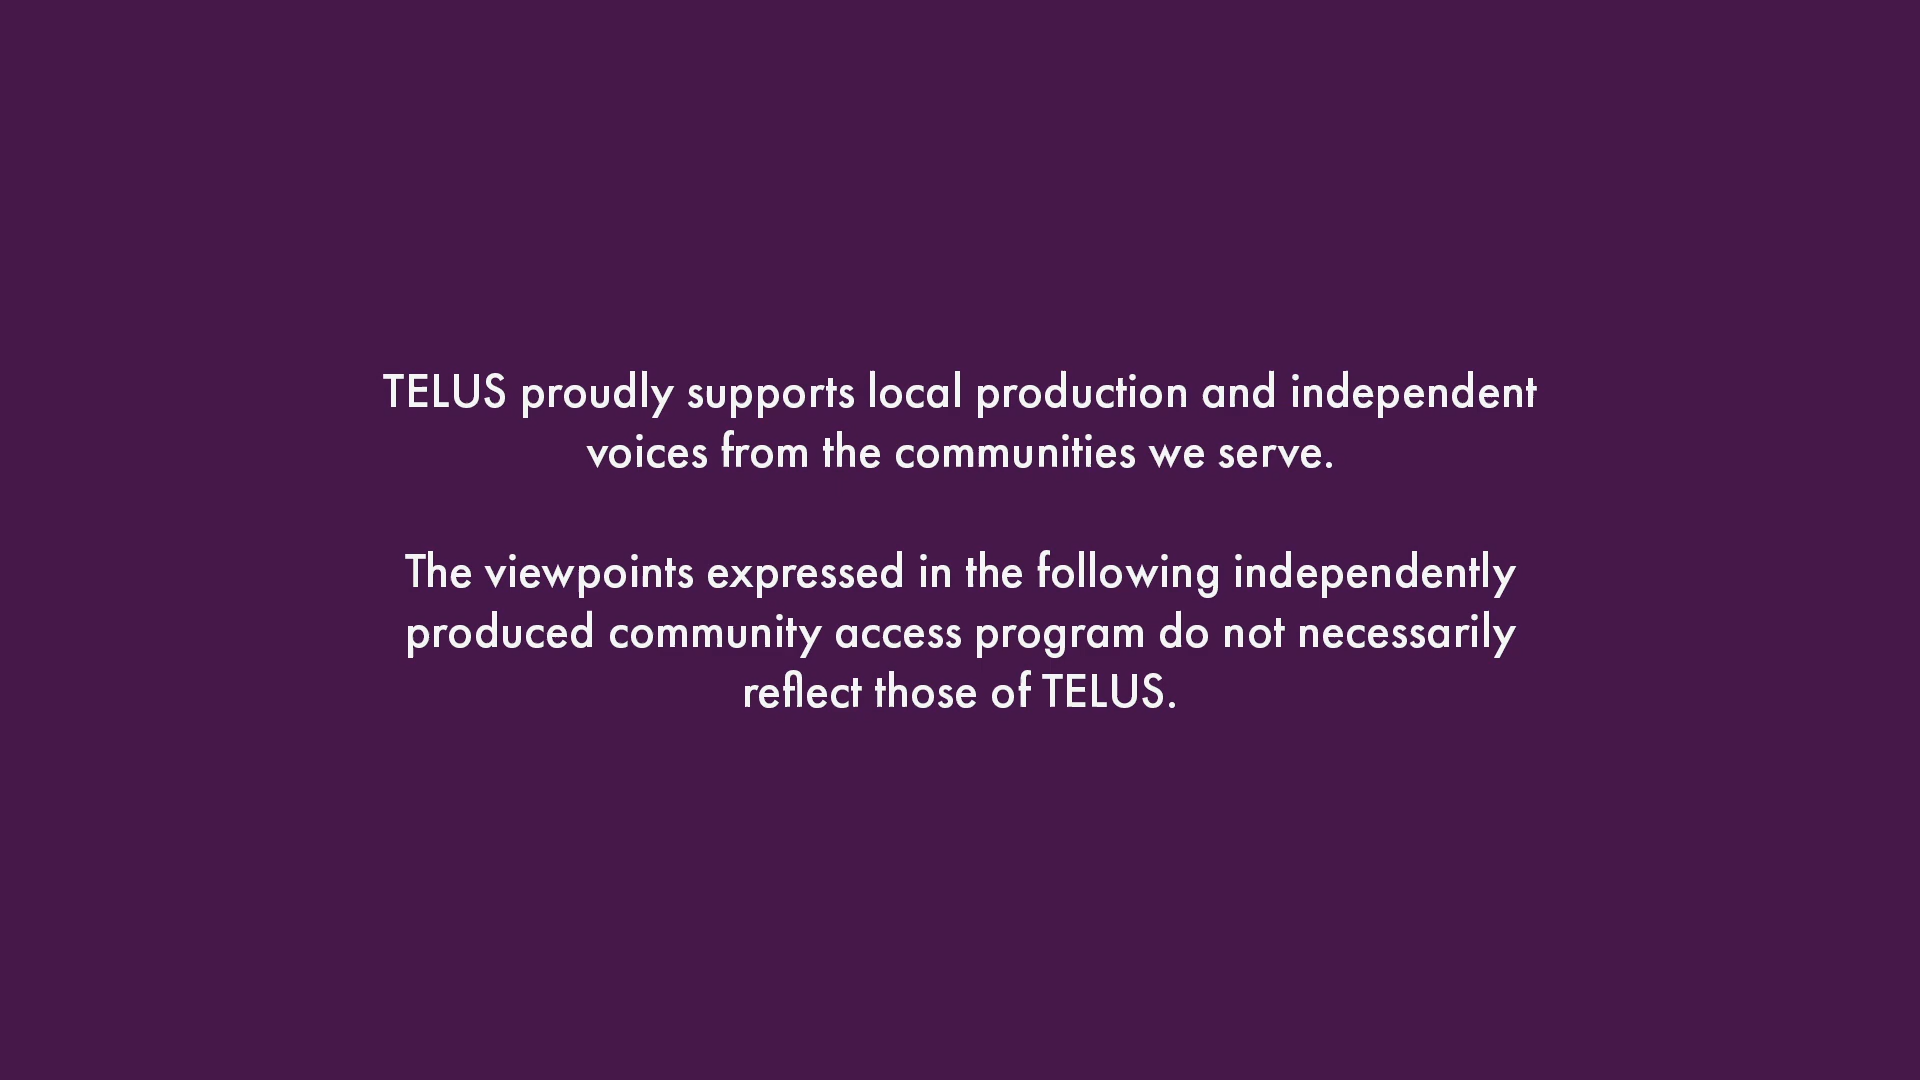 TELUS proudly supports local production and independent
voices from the communities we serve.
The viewpoints expressed in the following independently
produced community access program do not necessarily
reflect those of TELUS.